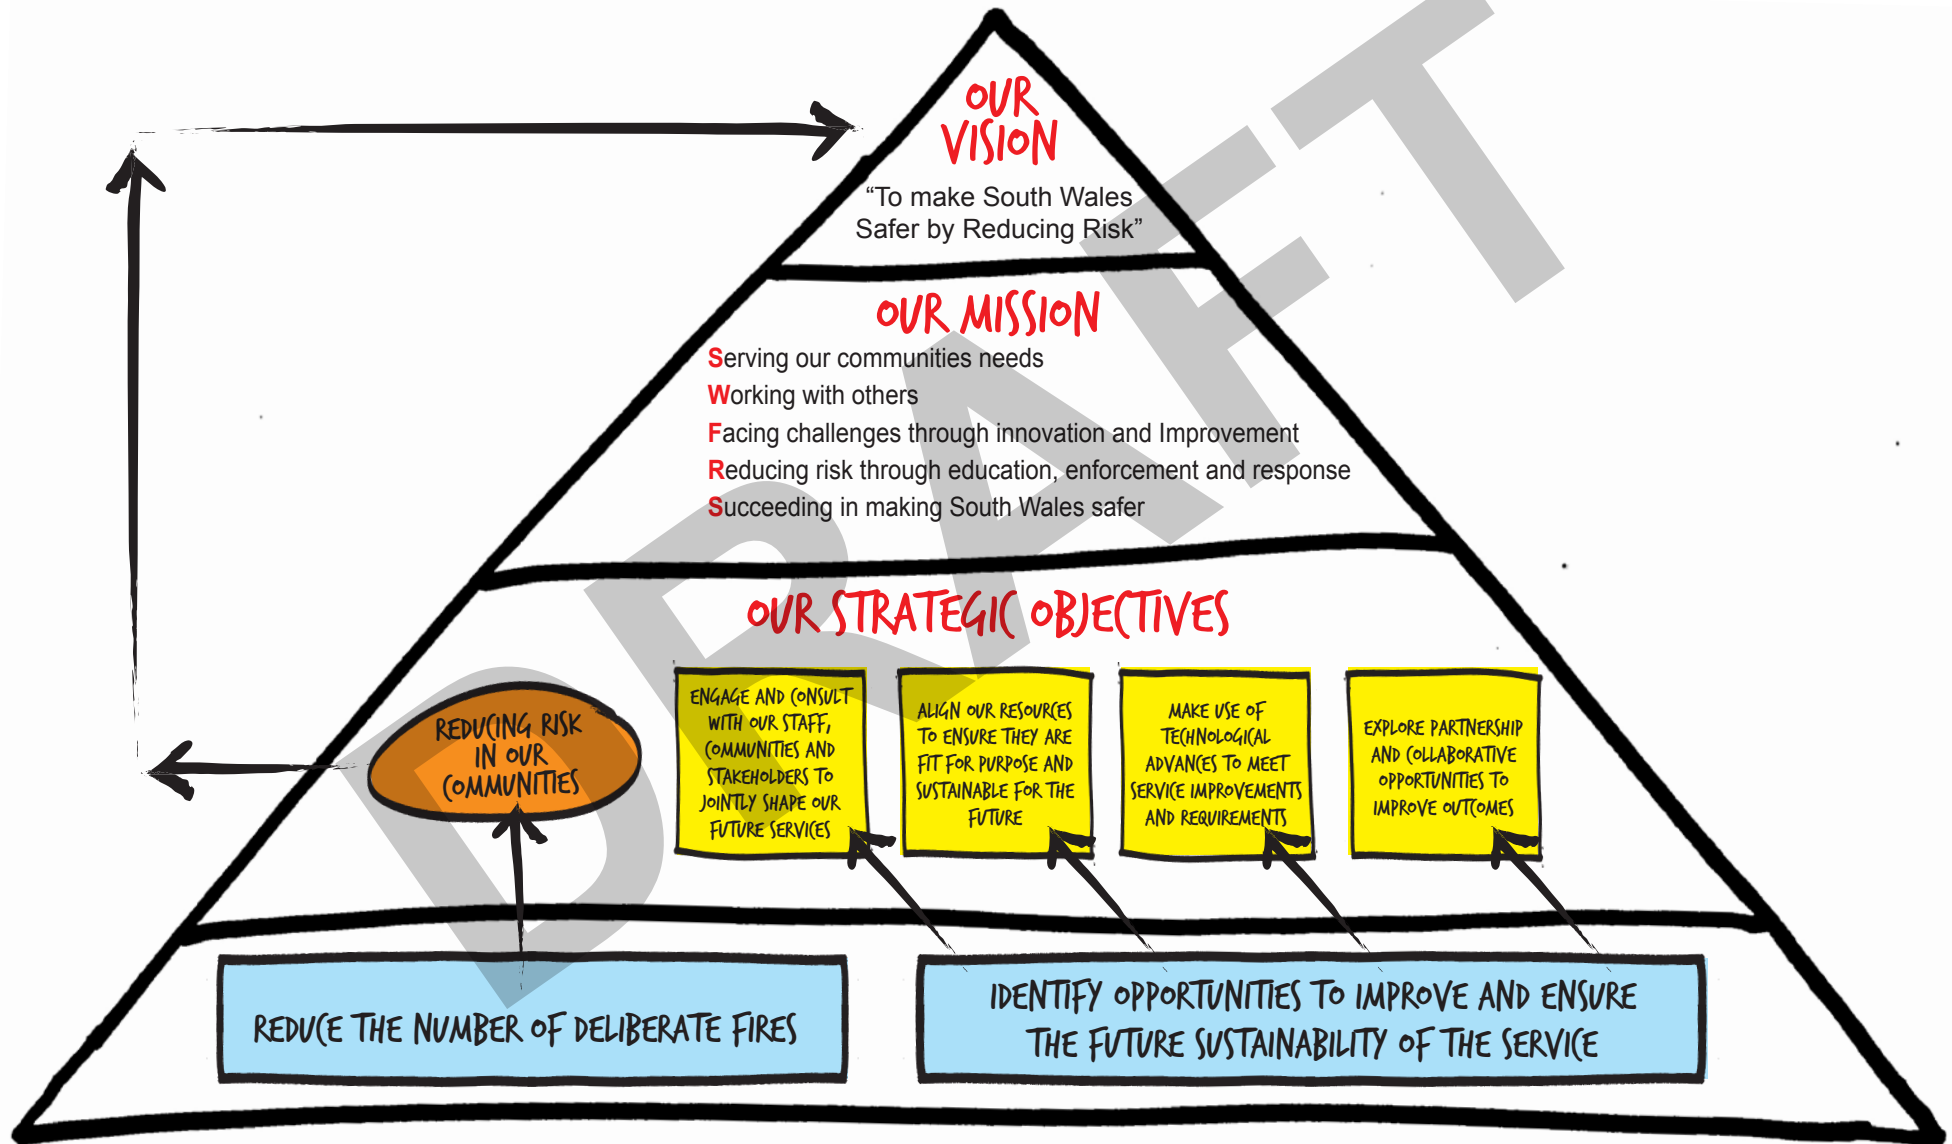 OUR
VISION
“To make South Wales
Safer by Reducing Risk”
OUR MISSION
Serving our communities needs
Working with others
Facing challenges through innovation and Improvement
Reducing risk through education, enforcement and response
Succeeding in making South Wales safer
OUR STRATEGIC OBJECTIVES
REDUCING RISK
IN OUR
COMMUNITIES
ENGAGE AND CONSULT
WITH OUR STAFF,
COMMUNITIES AND
STAKEHOLDERS TO
JOINTLY SHAPE OUR
FUTURE SERVICES
ALIGN OUR RESOURCES
TO ENSURE THEY ARE
FIT FOR PURPOSE AND
SUSTAINABLE FOR THE
FUTURE
MAKE USE OF
TECHNOLOGICAL
ADVANCES TO MEET
SERVICE IMPROVEMENTS
AND REQUIREMENTS
EXPLORE PARTNERSHIP
AND COLLABORATIVE
OPPORTUNITIES TO
IMPROVE OUTCOMES
REDUCE THE NUMBER OF DELIBERATE FIRES
IDENTIFY OPPORTUNITIES TO IMPROVE AND ENSURE
THE FUTURE SUSTAINABILITY OF THE SERVICE
DRAFT